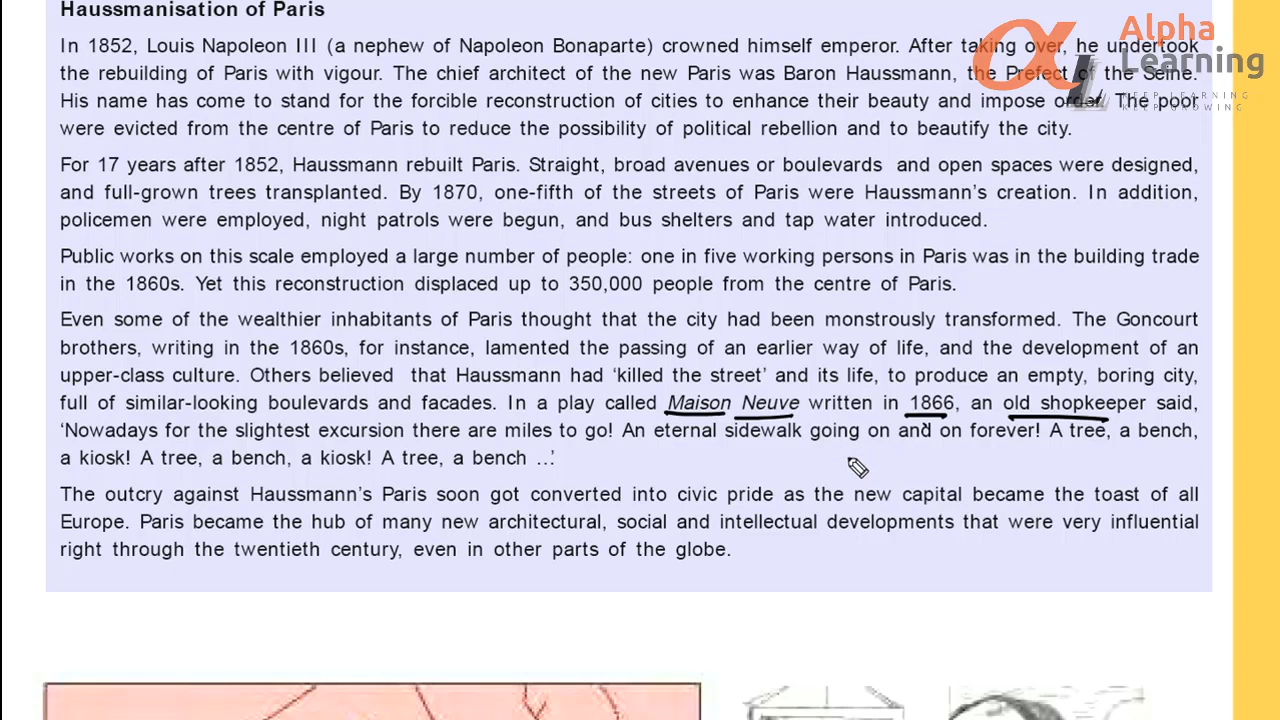 Haussmanisation of Paris
In 1852, Louis Napoleon III (a nephew of Napoleon Bonaparte) crowned himself emperor. After taking over, he undertook
the rebuilding of Paris with vigour. The chief architect of the new Paris was Baron Haussmann, the Prefect of the Seine.
His name has come to stand for the forcible reconstruction of cities to enhance their beauty and impose order. The poor
were evicted from the centre of Paris to reduce the possibility of political rebellion and to beautify the city.
For 17 years after 1852, Haussmann rebuilt Paris. Straight, broad avenues or boulevards and open spaces were designed,
and full-grown trees transplanted. By 1870, one-fifth of the streets of Paris were Haussmann's creation. In addition,
policemen were employed, night patrols were begun, and bus shelters and tap water introduced.
Public works on this scale employed a large number of people: one in five working persons in Paris was in the building trade
in the 1860s. Yet this reconstruction displaced up to 350,000 people from the centre of Paris.
Even some of the wealthier inhabitants of Paris thought that the city had been monstrously transformed. The Goncourt
brothers, writing in the 1860s, for instance, lamented the passing of an earlier way of life, and the development of an
upper-class culture. Others believed that Haussmann had 'killed the street' and its life, to produce an empty, boring city,
full of similar-looking boulevards and facades. In a play called Maison Neuve written in 1866, an old shopkeeper said,
'Nowadays for the slightest excursion there are miles to go! An eternal sidewalk going on and on forever! A tree, a bench,
a kiosk! A tree, a bench, a kiosk! A tree, a bench …'
The outcry against Haussmann's Paris soon got converted into civic pride as the new capital became the toast of all
Europe. Paris became the hub of many new architectural, social and intellectual developments that were very influential
right through the twentieth century, even in other parts of the globe.
Alpha
Learning
KEEP LEARNING
KEEP GROWING